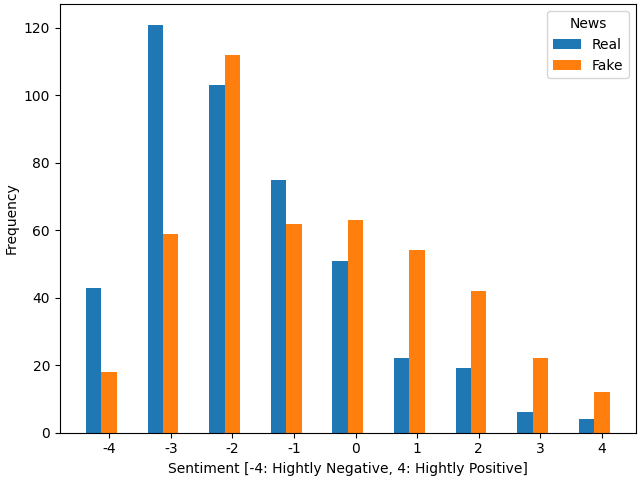 News
Real
Fake
120
100
80
60
40
20
0
Frequency
-4 -3 -2 -1 0 1 2 3 4
Sentiment [-4: Hightly Negative, 4: Hightly Positive]